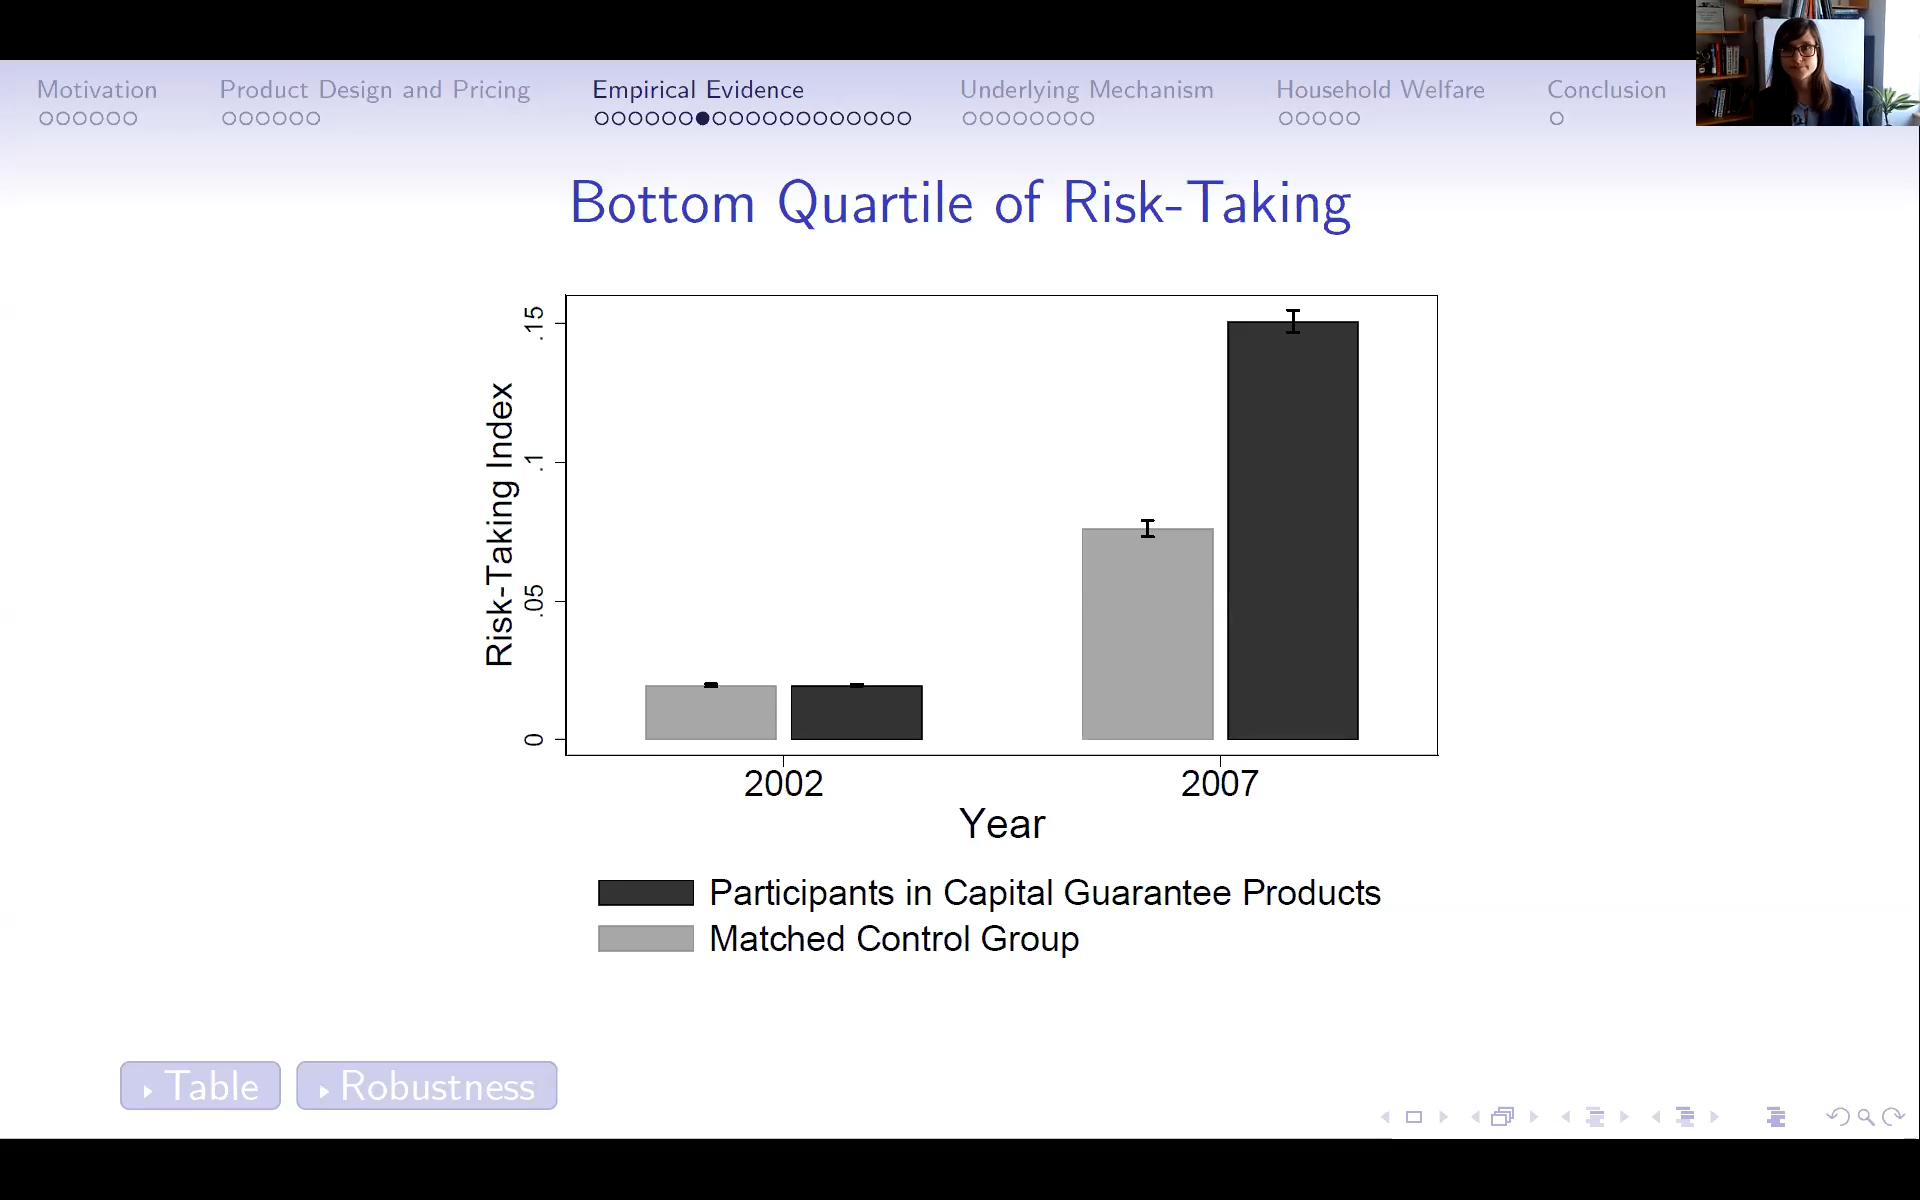 Motivation
Product Design and Pricing
Empirical Evidence
Underlying Mechanism
Household Welfare
Conclusion
Bottom Quartile of Risk-Taking
Risk-Taking Index
.15
.1
.05
0
2002
2007
Year
Participants in Capital Guarantee Products
Matched Control Group
Table
Robustness